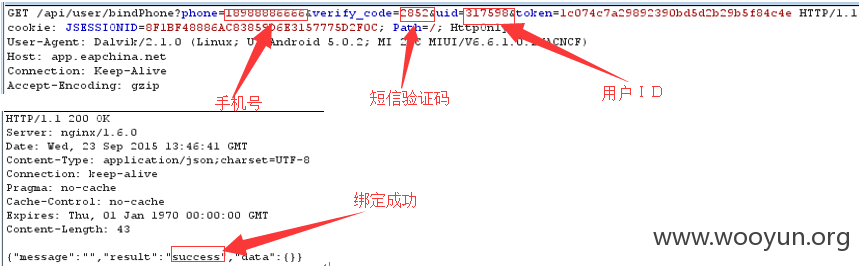 GET /api/user/bindPhone?phone=18988886666&verify_code=2852&uid=317598&token=1c074c7a29892390bd5d2b29b5f84c4e HTTP/1.1
cookie: JSESSIONID=8F1BF48886AC83859D6E3157775D2F0C; Path=/; HttpOnly
User-Agent: Dalvik/2.1.0 (Linux; U; Android 5.0.2; MI 2C MIUI/V6.6.1.0. ACNCF)
Host: app.eapchina.net
Connection: Keep-Alive
Accept-Encoding: gzip
手机号
短信验证码
用户ID
HTTP/1.1 200 OK
Server: nginx/1.6.0
Date: Wed, 23 Sep 2015 13:46:41 GMT
Content-Type: application/json;charset=UTF-8
Connection: keep-alive
Pragma: no-cache
Cache-Control: no-cache
Expires: Thu, 01 Jan 1970 00:00:00 GMT
Content-Length: 43
绑定成功
{"message":"","result":"success","data":{}}
www.wooyun.org